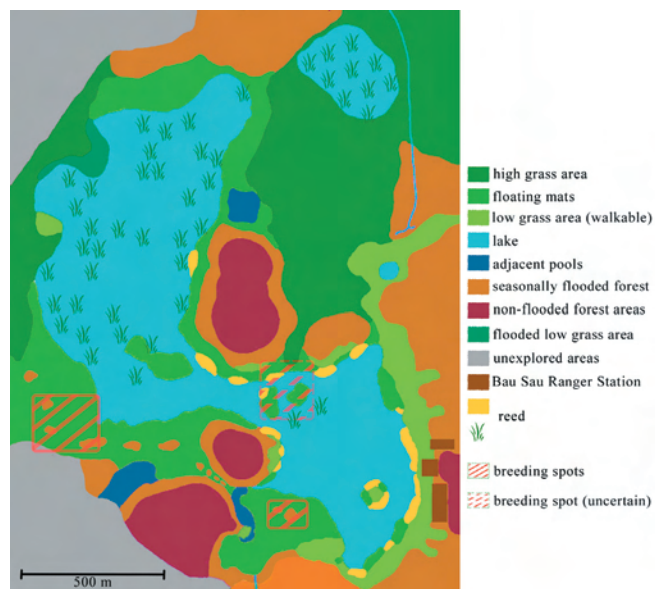 high grass area
floating mats
low grass area (walkable)
lake
adjacent pools
seasonally flooded forest
non-flooded forest areas
flooded low grass area
unexplored areas
Bau Sau Ranger Station
reed
breeding spots
breeding spot (uncertain)
500 m